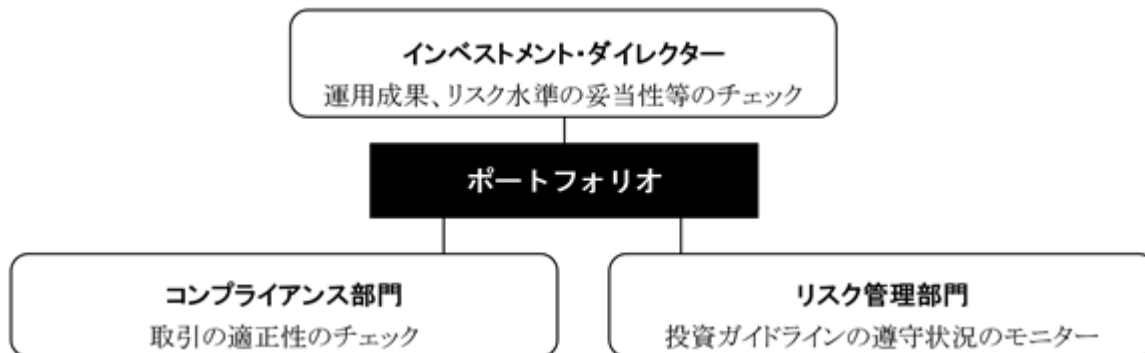 インベストメント・ダイレクター
運用成果、リスク水準の妥当性等のチェック
ポートフォリオ
コンプライアンス部門
取引の適正性のチェック
リスク管理部門
投資ガイドラインの遵守状況のモニター